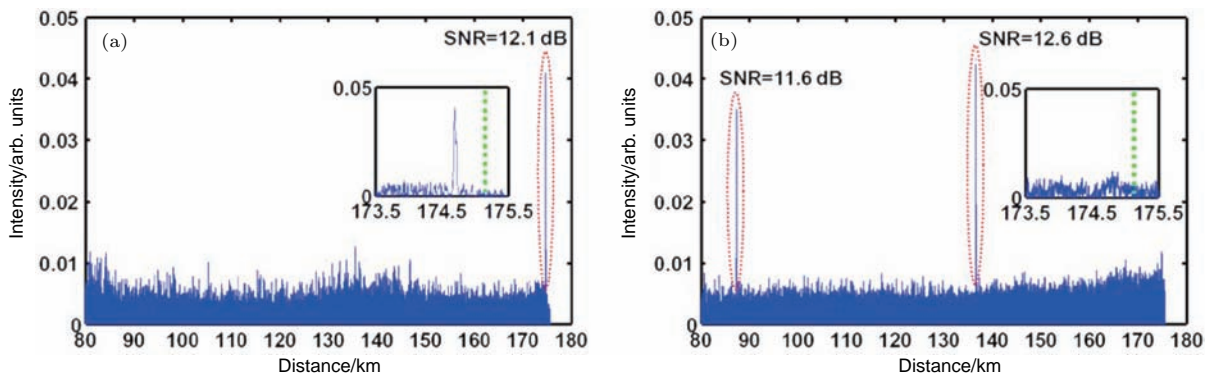 (a)
SNR=12.1 dB
0.05
0.04
0.03
0.02
0.01
0
Intensity/arb. units
0.05
0
173.5 174.5 175.5
80 90 100 110 120 130 140 150 160 170 180
Distance/km
(b)
SNR=12.6 dB
SNR=11.6 dB
0.05
0.04
0.03
0.02
0.01
0
Intensity/arb. units
0.05
0
173.5 174.5 175.5
80 90 100 110 120 130 140 150 160 170 180
Distance/km